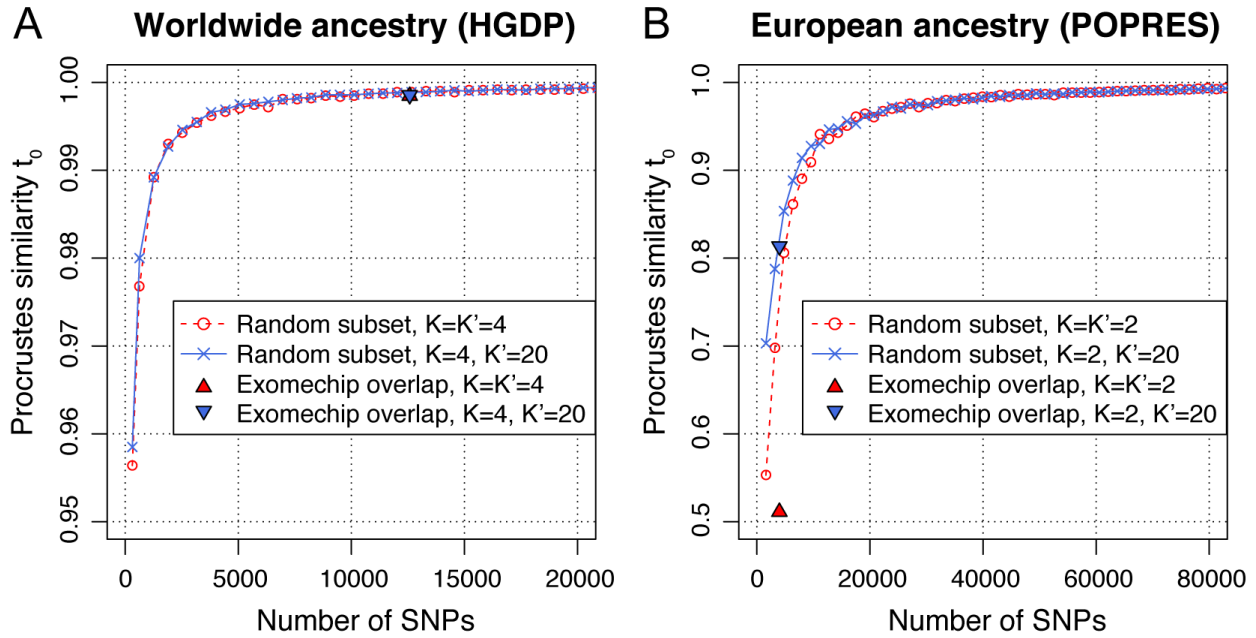 A Worldwide ancestry (HGDP)
Procrustes similarity t0
1.00
0.99
0.98
0.97
0.96
0.95
Random subset, K=K'=4
Random subset, K=4, K'=20
Exomechip overlap, K=K'=4
Exomechip overlap, K=4, K'=20
0 5000 10000 15000 20000
Number of SNPs
B European ancestry (POPRES)
Procrustes similarity t0
1.0
0.9
0.8
0.7
0.6
0.5
Random subset, K=K'=2
Random subset, K=2, K'=20
Exomechip overlap, K=K'=2
Exomechip overlap, K=2, K'=20
0 20000 40000 60000 80000
Number of SNPs